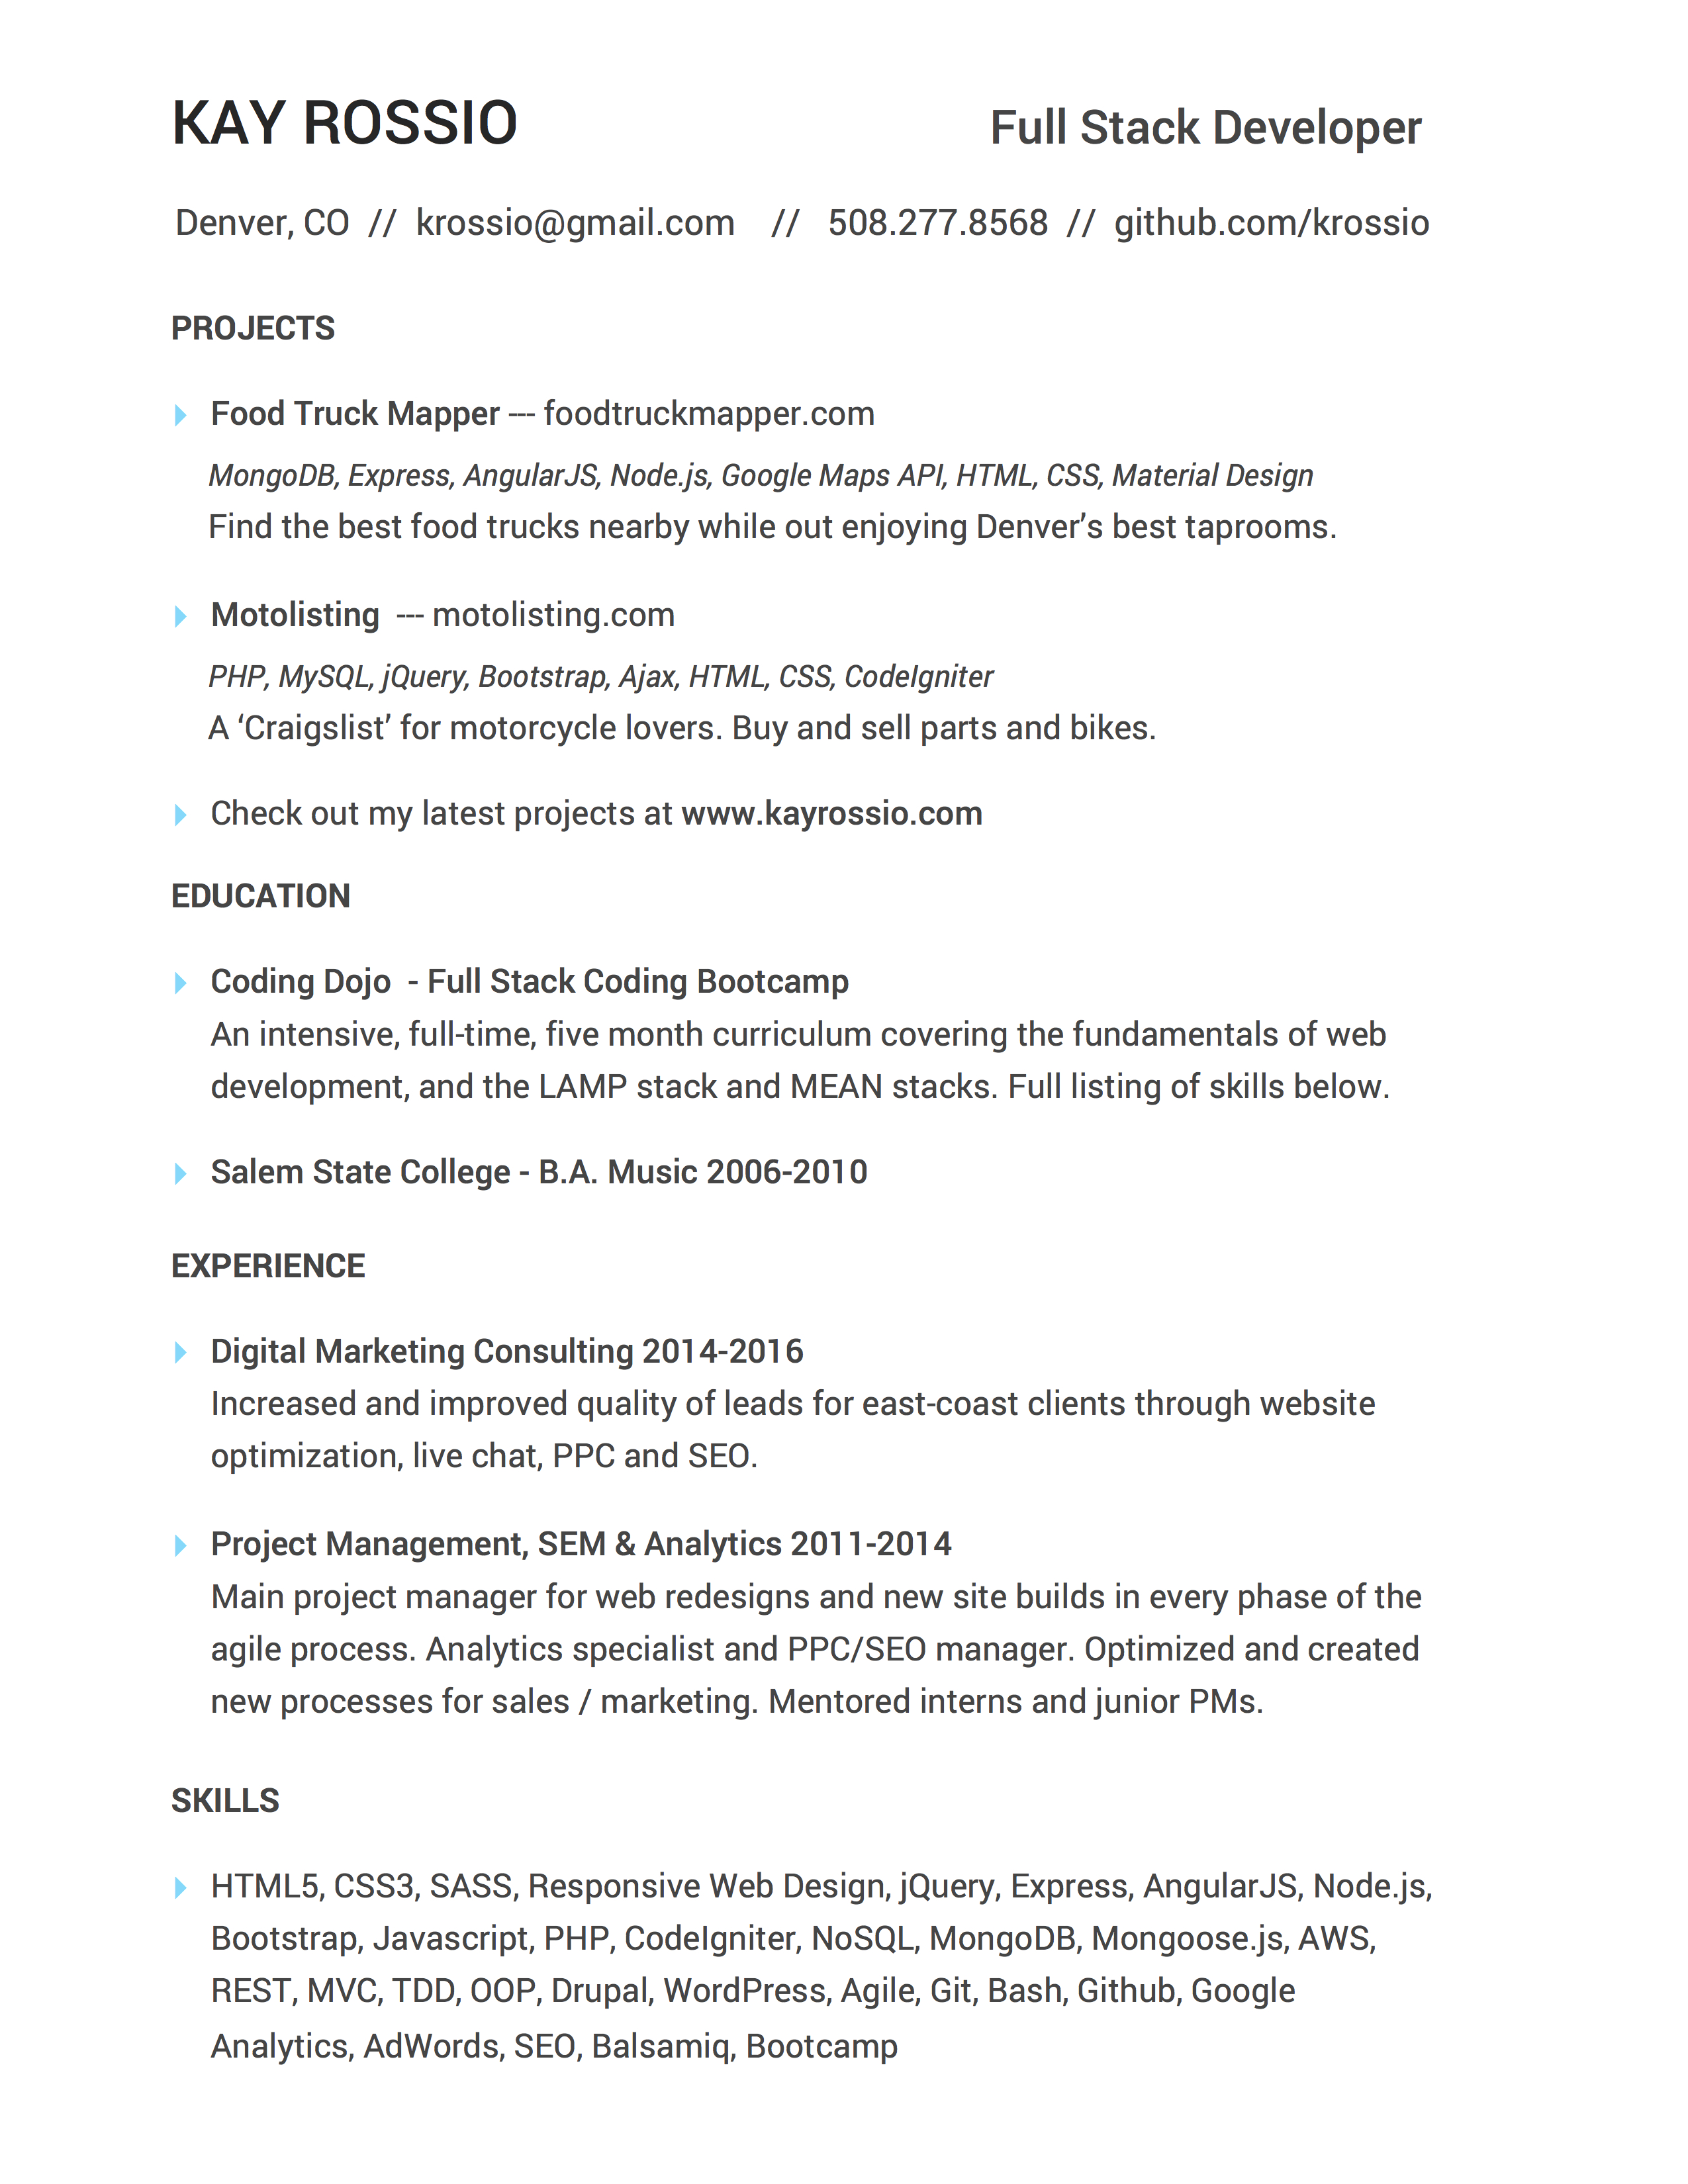 KAY ROSSIO Full Stack Developer
Denver, CO // krossio@gmail.com // 508.277.8568 // github.com/krossio
PROJECTS
Food Truck Mapper --- foodtruckmapper.com
MongoDB, Express, AngularJS, Node.js, Google Maps API, HTML, CSS, Material Design
Find the best food trucks nearby while out enjoying Denver’s best taprooms.
Motolisting --- motolisting.com
PHP, MySQL, jQuery, Bootstrap, Ajax, HTML, CSS, CodeIgniter
A ‘Craigslist’ for motorcycle lovers. Buy and sell parts and bikes.
Check out my latest projects at www.kayrossio.com
EDUCATION
Coding Dojo - Full Stack Coding Bootcamp
An intensive, full-time, five month curriculum covering the fundamentals of web
development, and the LAMP stack and MEAN stacks. Full listing of skills below.
Salem State College - B.A. Music 2006-2010
EXPERIENCE
Digital Marketing Consulting 2014-2016
Increased and improved quality of leads for east-coast clients through website
optimization, live chat, PPC and SEO.
Project Management, SEM & Analytics 2011-2014
Main project manager for web redesigns and new site builds in every phase of the
agile process. Analytics specialist and PPC/SEO manager. Optimized and created
new processes for sales / marketing. Mentored interns and junior PMs.
SKILLS
HTML5, CSS3, SASS, Responsive Web Design, jQuery, Express, AngularJS, Node.js,
Bootstrap, Javascript, PHP, CodeIgniter, NoSQL, MongoDB, Mongoose.js, AWS,
REST, MVC, TDD, OOP, Drupal, WordPress, Agile, Git, Bash, Github, Google
Analytics, AdWords, SEO, Balsamiq, Bootcamp